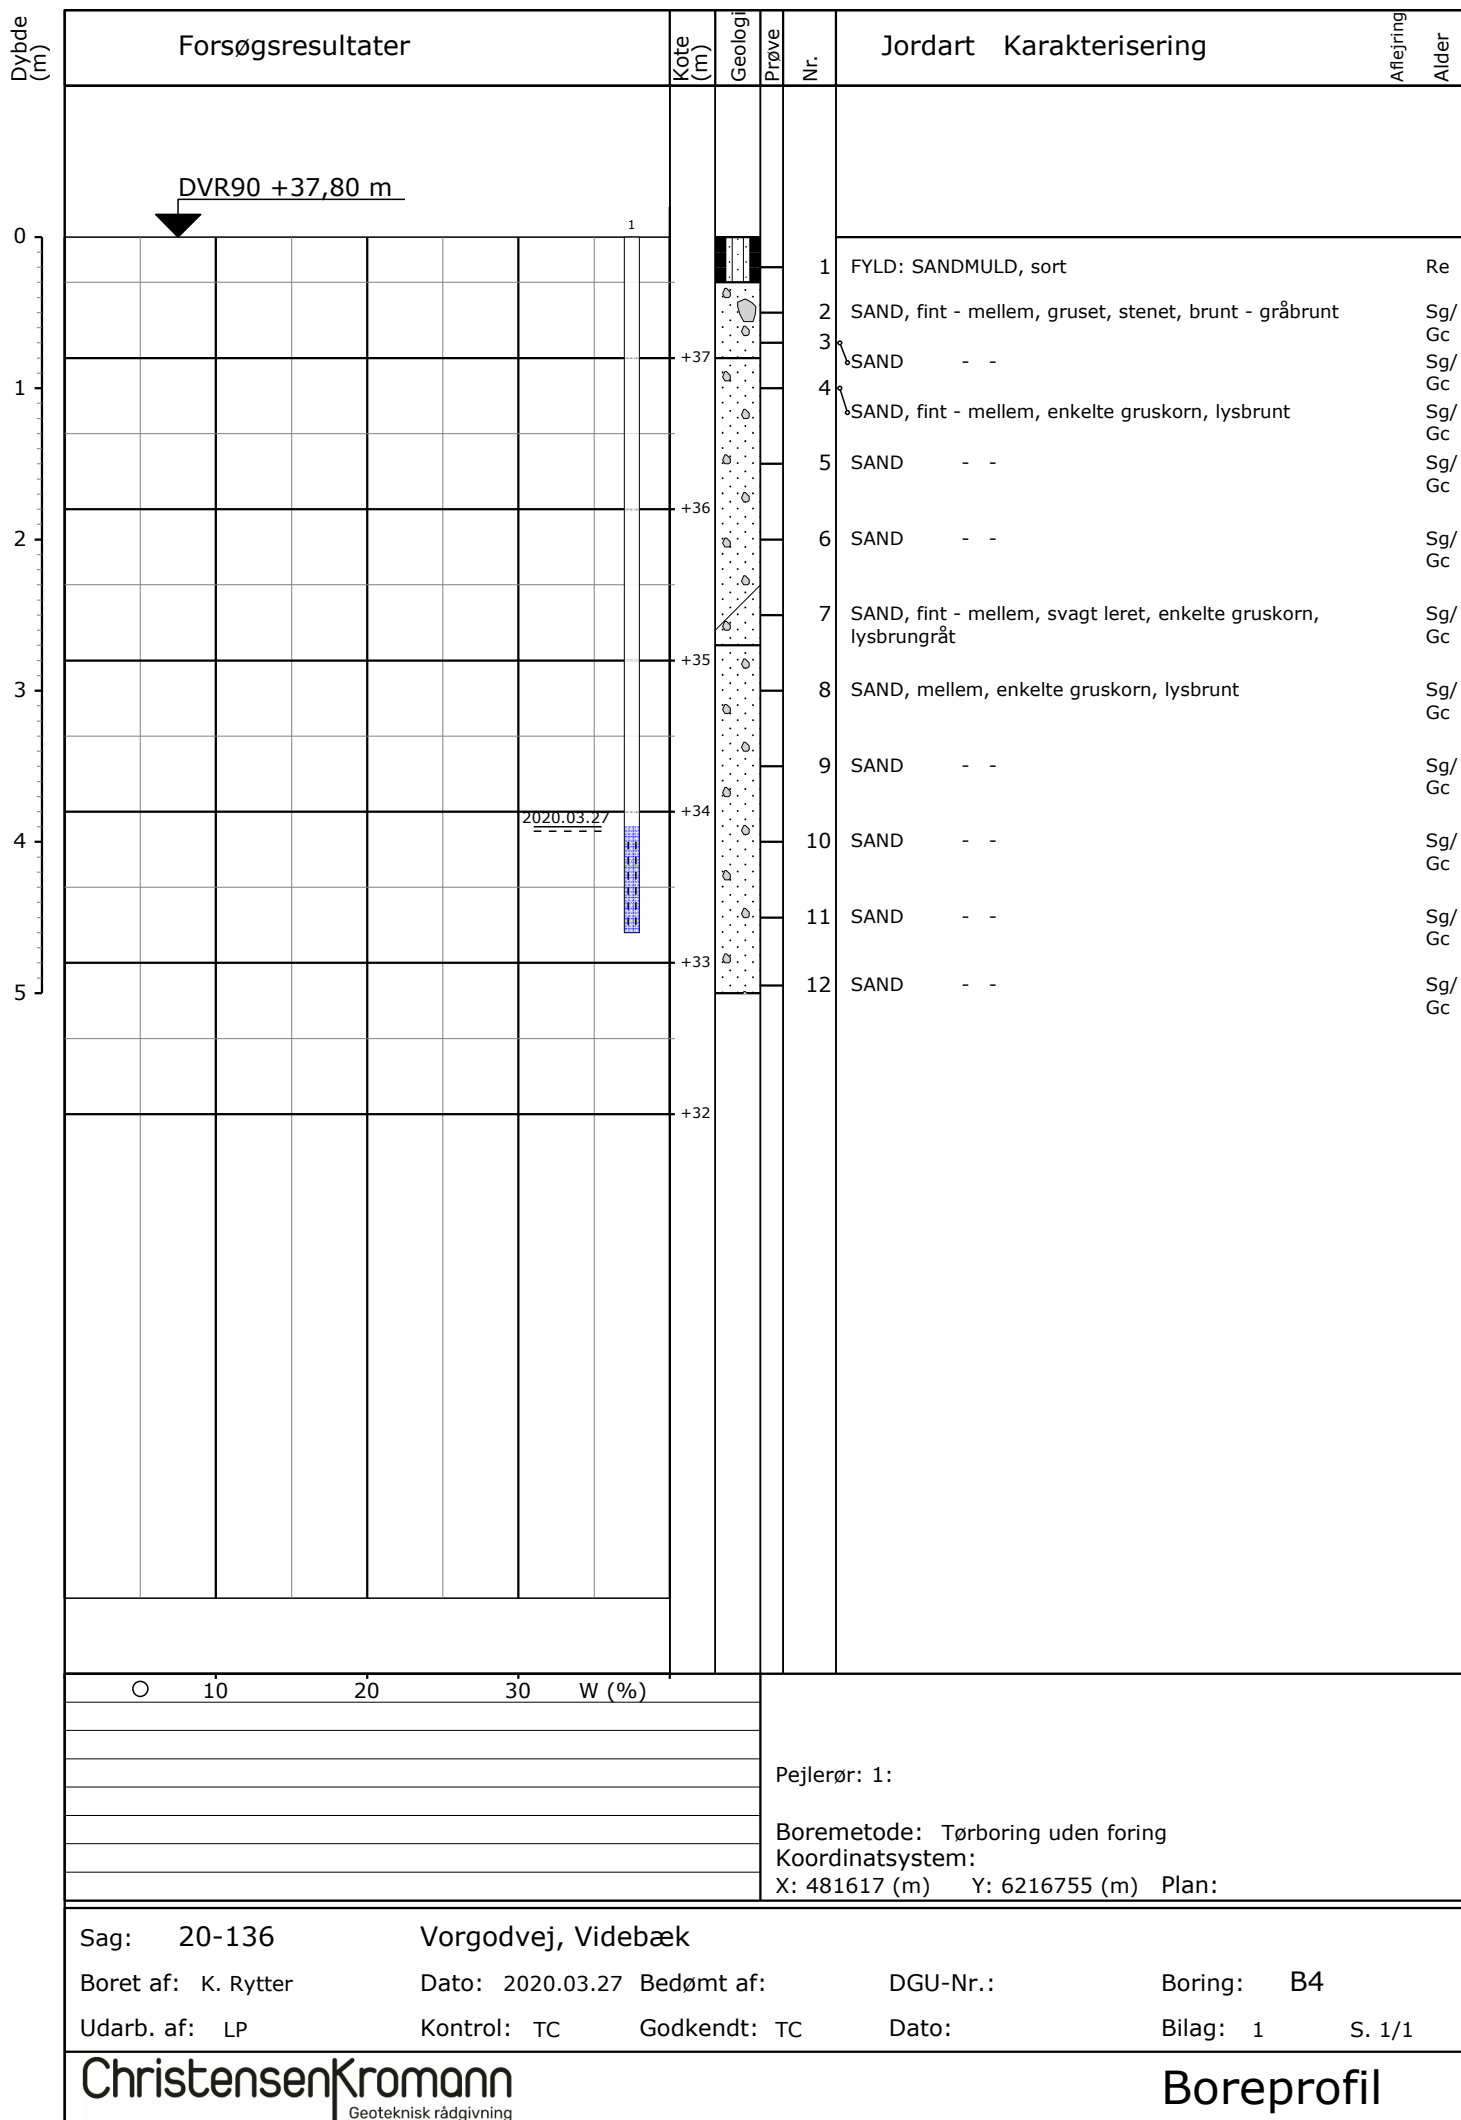 Dybde (m)
Forsøgsresultater
Kote (m)
Geologi
Prøve
Nr.
Jordart Karakterisering
Aflejring
Alder
DVR90 +37,80 m
1
0
1 FYLD: SANDMULD, sort Re
2 SAND, fint - mellem, gruset, stenet, brunt - gråbrunt Sg/
Gc
3
+37
SAND - - Sg/
Gc
1
4
SAND, fint - mellem, enkelte gruskorn, lysbrunt Sg/
Gc
5 SAND - - Sg/
Gc
+36
2
6 SAND - - Sg/
Gc
7 SAND, fint - mellem, svagt leret, enkelte gruskorn, Sg/
lysbrungråt Gc
+35
3
8 SAND, mellem, enkelte gruskorn, lysbrunt Sg/
Gc
9 SAND - - Sg/
Gc
+34
2020.03.27
4
10 SAND - - Sg/
Gc
11 SAND - - Sg/
Gc
+33
5
12 SAND - - Sg/
Gc
+32
10 20 30 W (%)
Pejlerør: 1:
Boremetode: Tørboring uden foring
Koordinatsystem:
X: 481617 (m) Y: 6216755 (m) Plan:
Sag: 20-136 Vorgodvej, Videbæk
Boret af: K. Rytter Dato: 2020.03.27 Bedømt af: DGU-Nr.: Boring: B4
Udarb. af: LP Kontrol: TC Godkendt: TC Dato: Bilag: 1 S. 1/1
ChristensenKromann
Geoteknisk rådgivning
Boreprofil